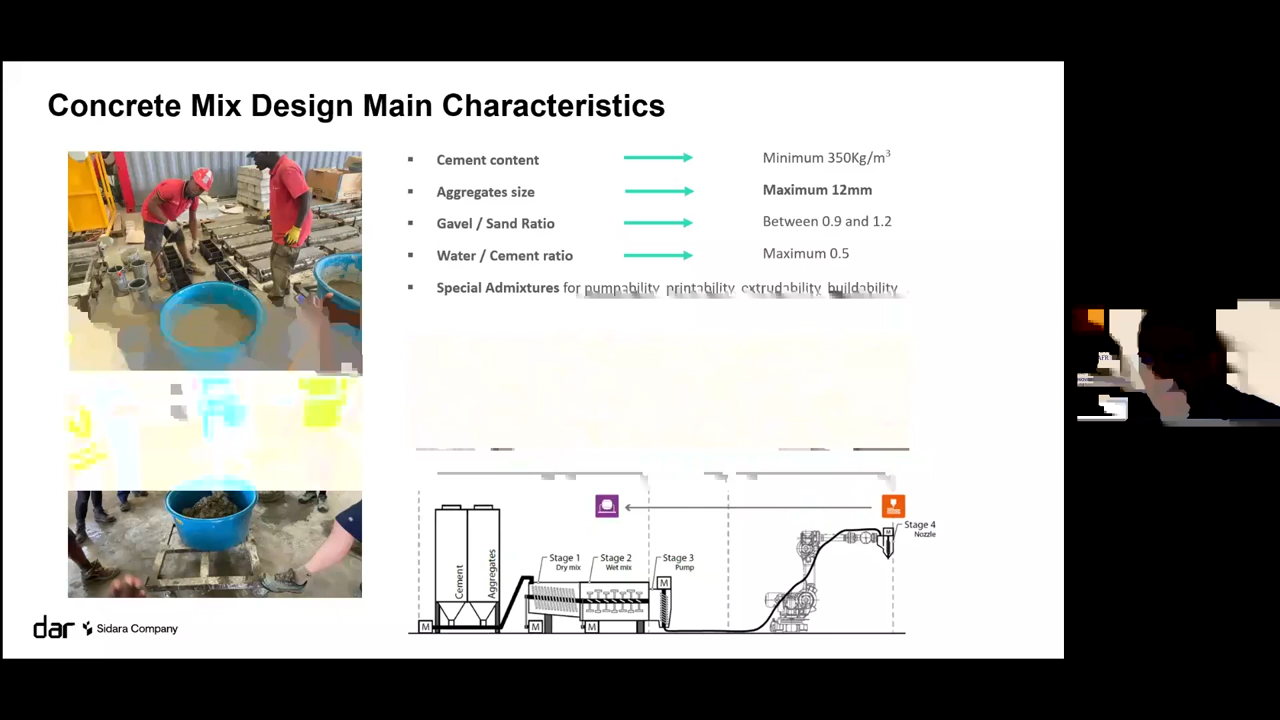 Concrete Mix Design Main Characteristics
Cement content Minimum 350Kg/m³
Aggregates size Maximum 12mm
Gavel / Sand Ratio Between 0.9 and 1.2
Water / Cement ratio Maximum 0.5
Special Admixtures for pumpability printability extrudability buildability
Stage 4
Nozzle
Stage 1 Stage 2 Stage 3
Dry mix Wet mix Pump
Cement
Aggregates
M
M
M
M
M
M
dar Sidara Company